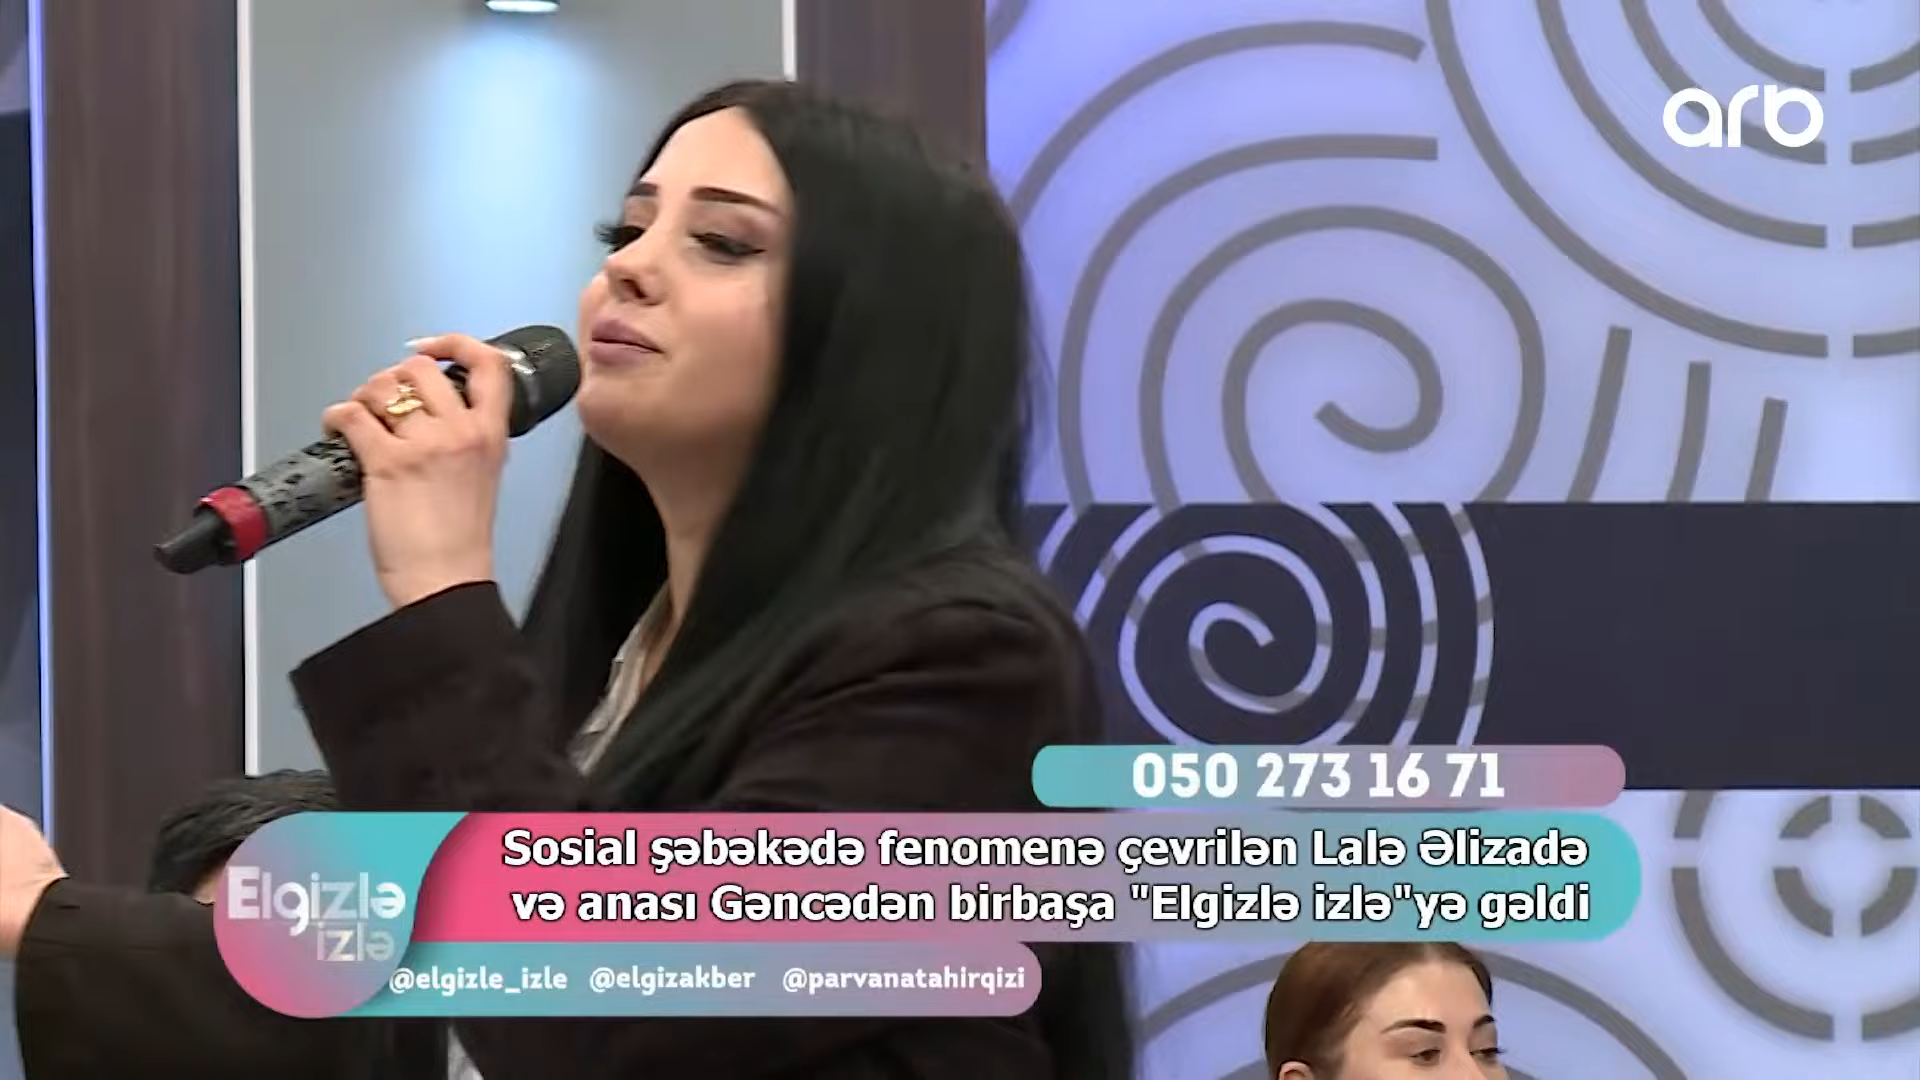 arb
050 273 16 71
Sosial şəbəkədə fenomenə çevrilən Lalə Əlizadə
və anası Gəncədən birbaşa "Elgizlə izlə"yə gəldi
Elgizlə
izlə
@elgizle_izle @elgizakber @parvanatahirqizi